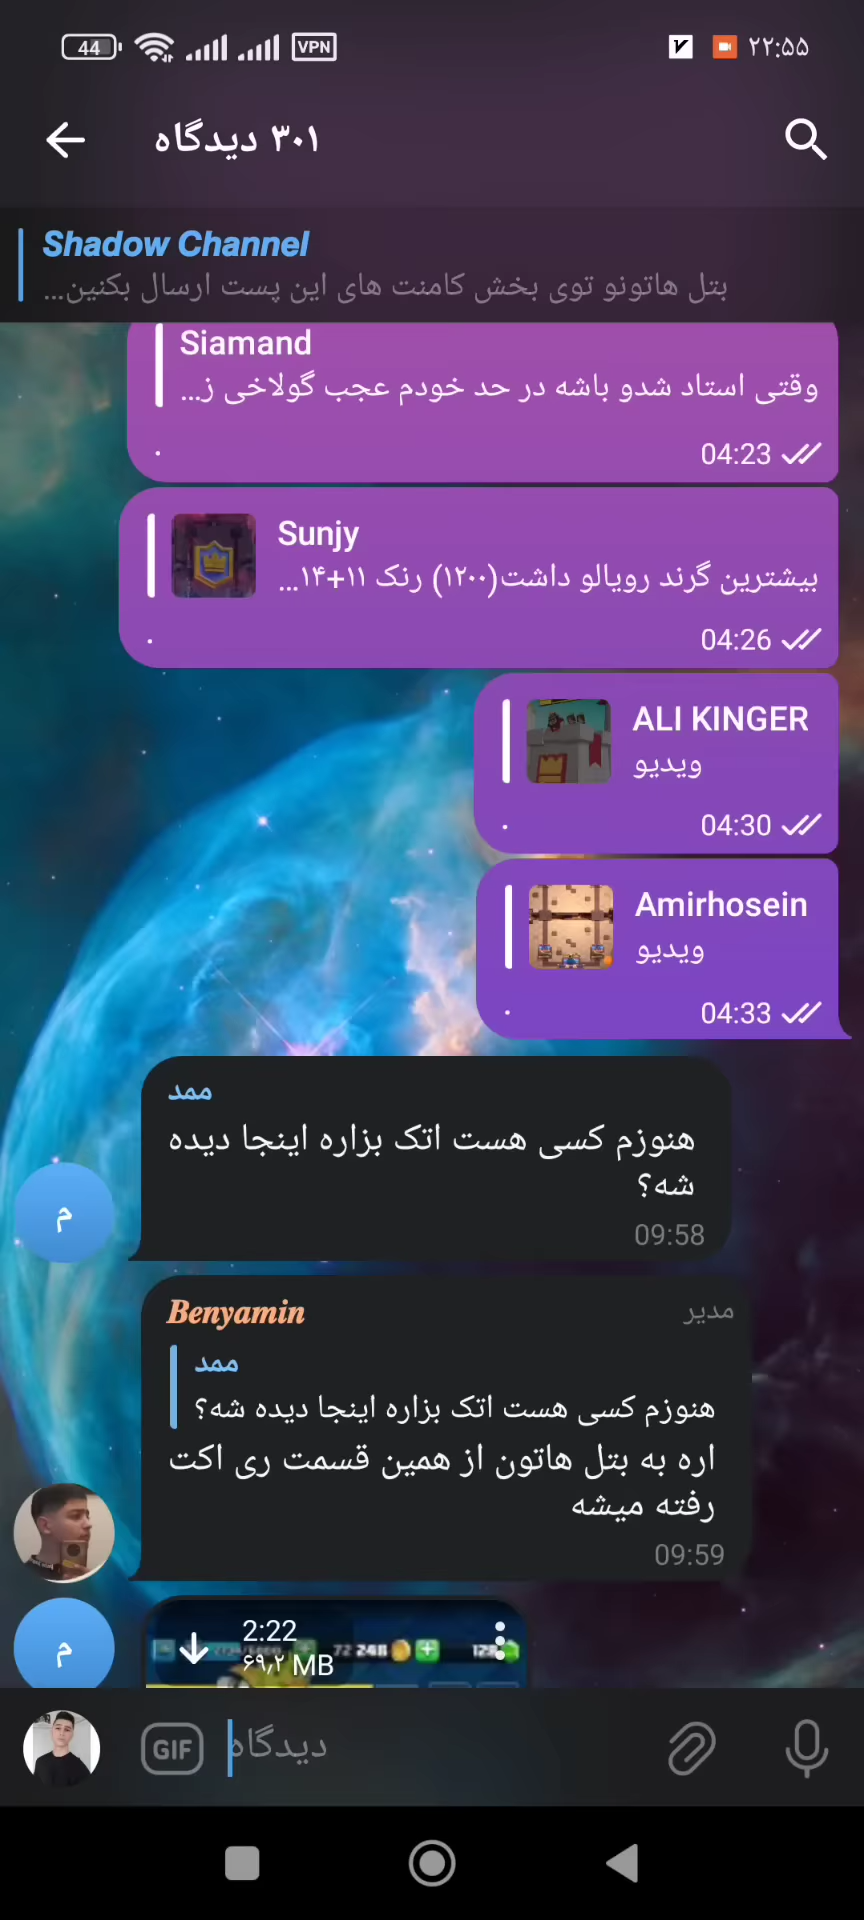 44 VPN ۲۲:۵۵
۳۰۱ دیدگاه
Shadow Channel
بتل هاتونو توی بخش کامنت های این پست ارسال بکنین...
Siamand
وقتی استاد شدو باشه در حد خودم عجب گولاخی ز...
.
04:23
Sunjy
بیشترین گرند رویالو داشت(۱۲۰۰) رنک ۱۱+۱۴...
.
04:26
ALI KINGER
ویدیو
.
04:30
Amirhosein
ویدیو
.
04:33
ممد
هنوزم کسی هست اتک بزاره اینجا دیده
شه؟
09:58
م
Benyamin
مدیر
ممد
هنوزم کسی هست اتک بزاره اینجا دیده شه؟
اره به بتل هاتون از همین قسمت ری اکت
رفته میشه
09:59
م
2:22
۶۹٫۲ MB
72 248
GIF
دیدگاه